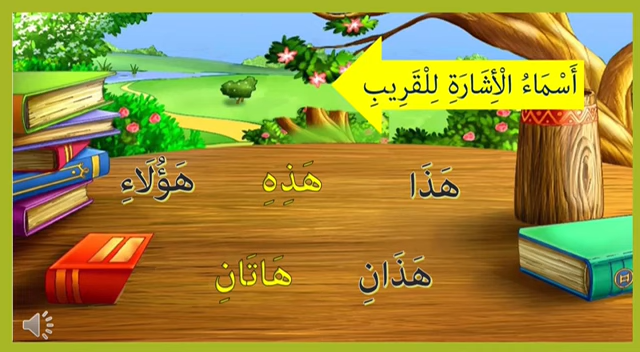 أَسْمَاءُ الْأِشَارَةِ لِلْقَرِيبِ
هَذَا هَذِهِ هَؤُلَاءِ
هَذَانِ هَاتَانِ